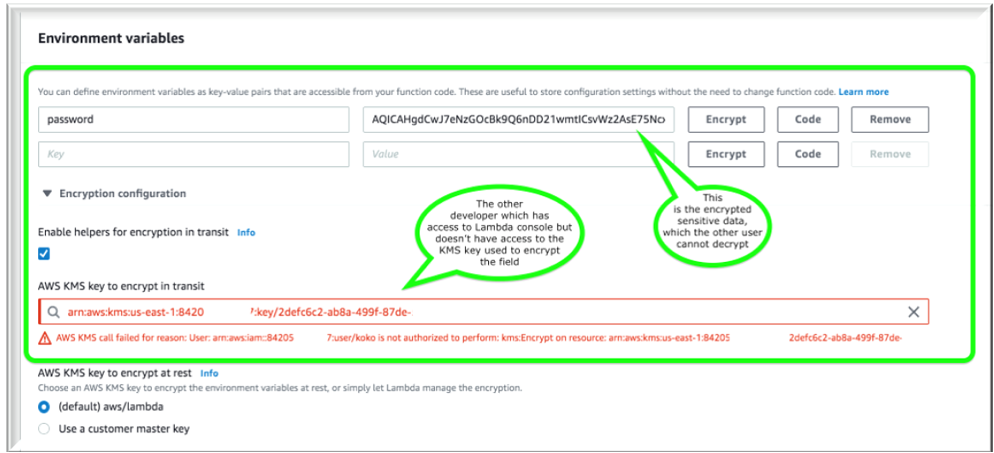 Environment variables
You can define environment variables as key-value pairs that are accessible from your function code. These are useful to store configuration settings without the need to change function code. Learn more
password
AQICAHgdCwJ7eNzGOcBk9Q6nDD21wmtICsvWz2AsE75Nc
Encrypt
Code
Remove
Key
Value
Encrypt
Code
Remove
Encryption configuration
The other
developer which has
access to Lambda console but
doesn't have access to the
KMS key used to encrypt
the field
This
is the encrypted
sensitive data,
which the other user
cannot decrypt
Enable helpers for encryption in transit Info
AWS KMS key to encrypt in transit
arn:aws:kms:us-east-1:8420 7:key/2defc6c2-ab8a-499f-87de-
AWS KMS call failed for reason: User: arn:aws:iam::84205 7:user/koko is not authorized to perform: kms:Encrypt on resource: arn:aws:kms:us-east-1:84205 2defc6c2-ab8a-499f-87de-
AWS KMS key to encrypt at rest Info
Choose an AWS KMS key to encrypt the environment variables at rest, or simply let Lambda manage the encryption.
(default) aws/lambda
Use a customer master key